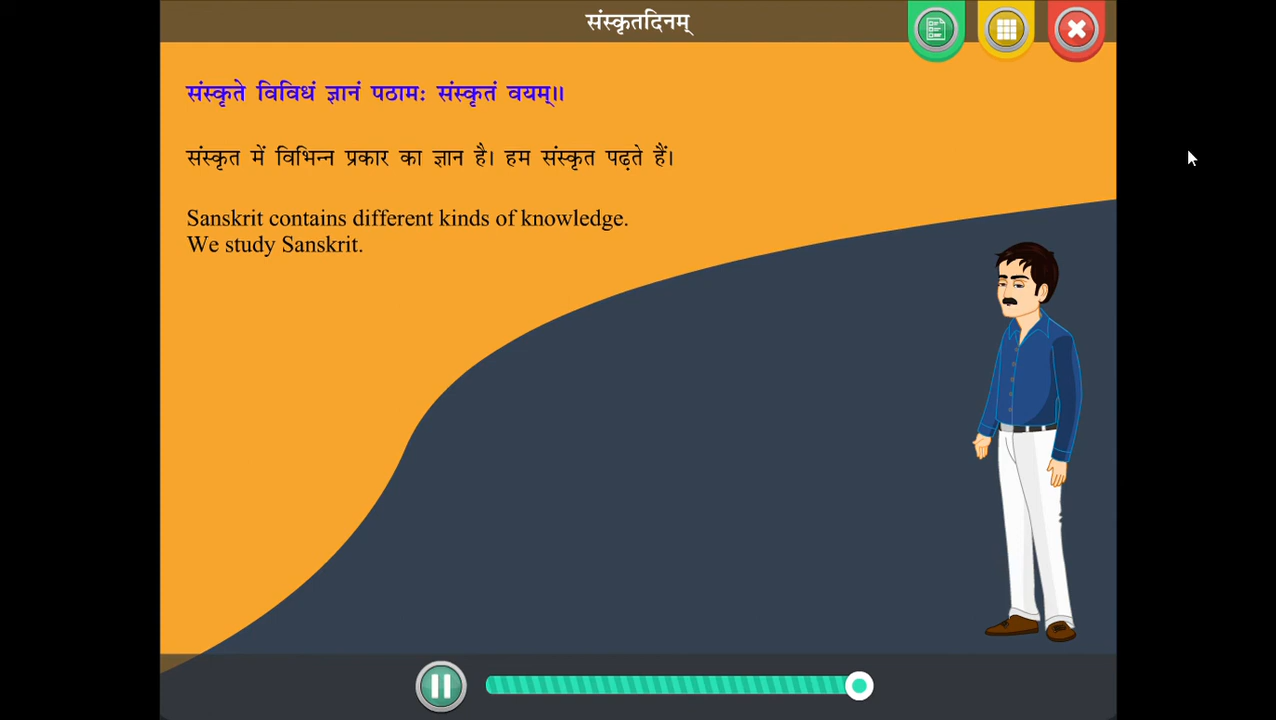 संस्कृतदिनम्
संस्कृते विविधं ज्ञानं पठामः संस्कृतं वयम्॥
संस्कृत में विभिन्न प्रकार का ज्ञान है। हम संस्कृत पढ़ते हैं।
Sanskrit contains different kinds of knowledge.
We study Sanskrit.